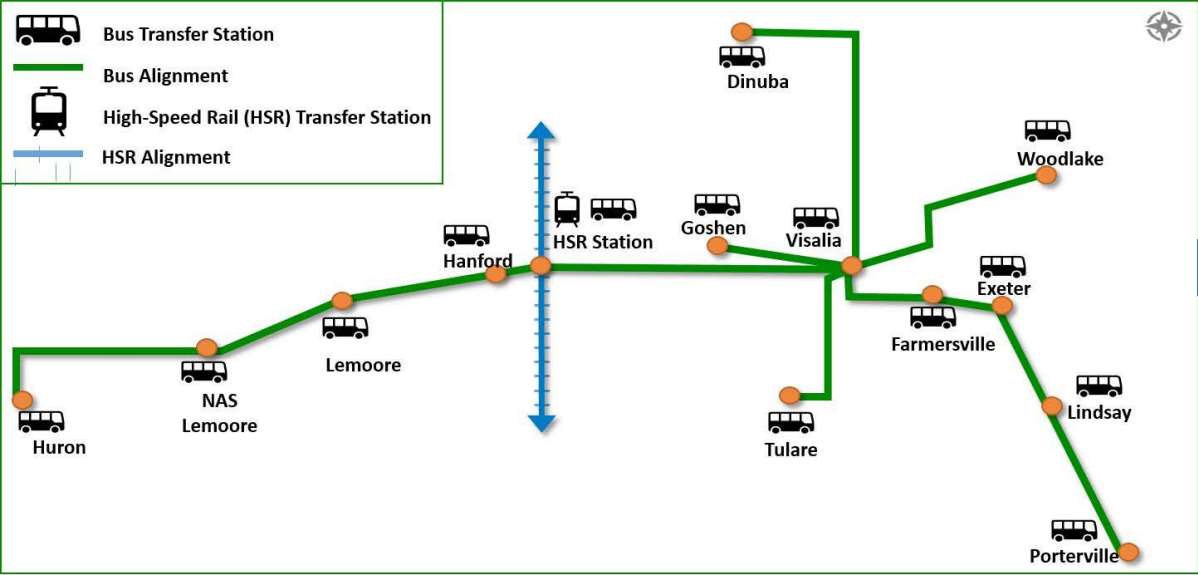 Bus Transfer Station
Bus Alignment
High-Speed Rail (HSR) Transfer Station
HSR Alignment
Dinuba
Woodlake
Goshen
Visalia
HSR Station
Hanford
Exeter
Farmersville
Lemoore
NAS
Lemoore
Huron
Lindsay
Tulare
Porterville